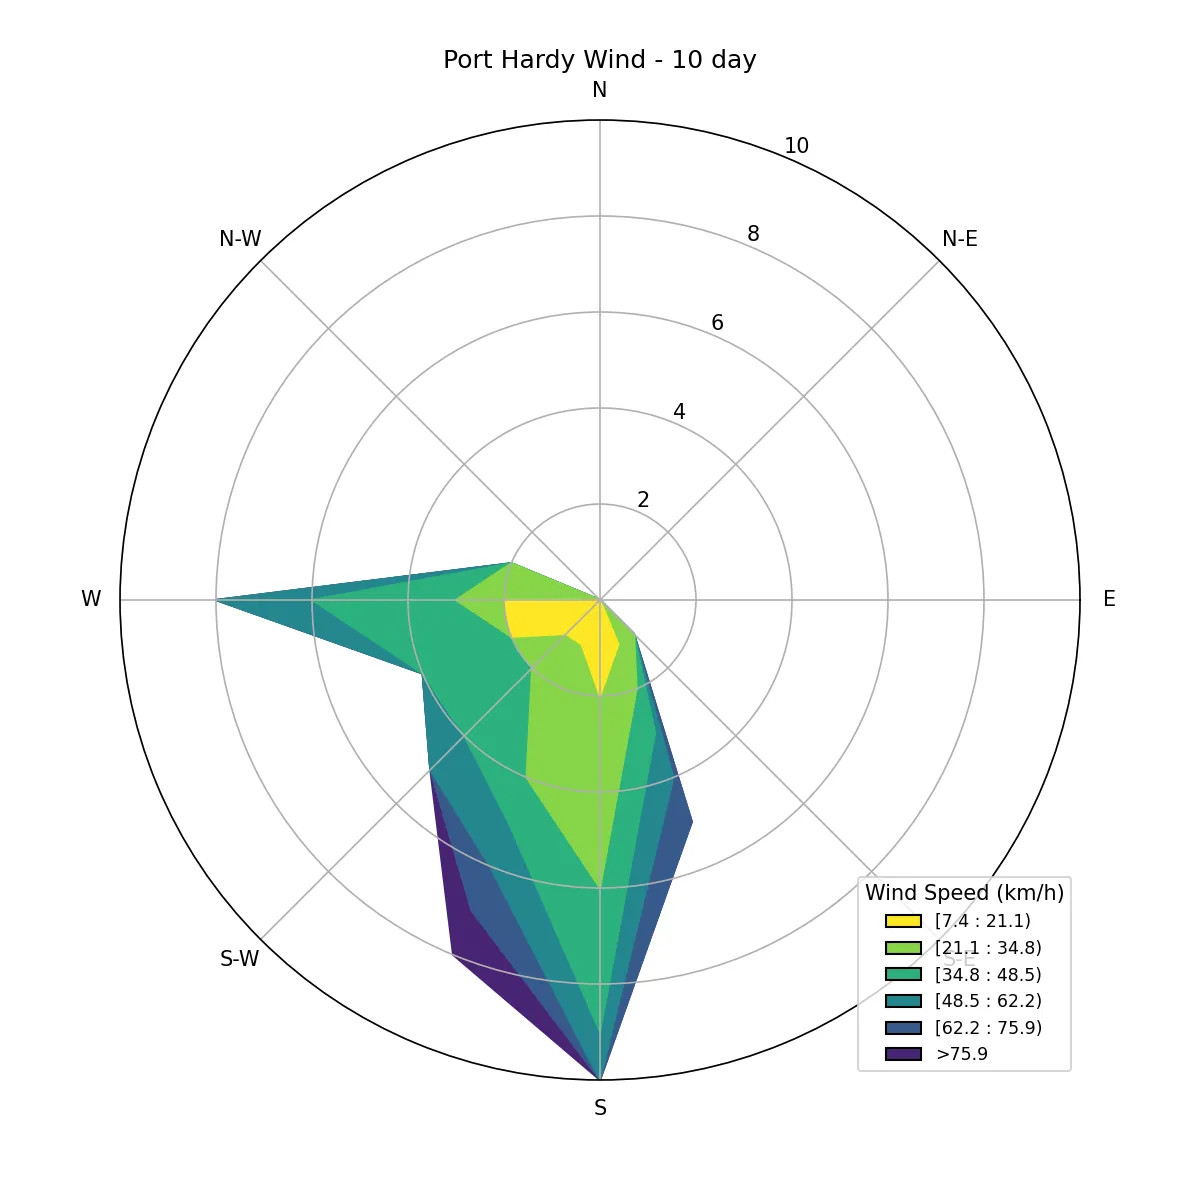 Port Hardy Wind - 10 day
N
10
N-W
8
N-E
6
4
2
W
E
Wind Speed (km/h)
[7.4 : 21.1)
[21.1 : 34.8)
S-W
S-E
[34.8 : 48.5)
[48.5 : 62.2)
[62.2 : 75.9)
>75.9
S